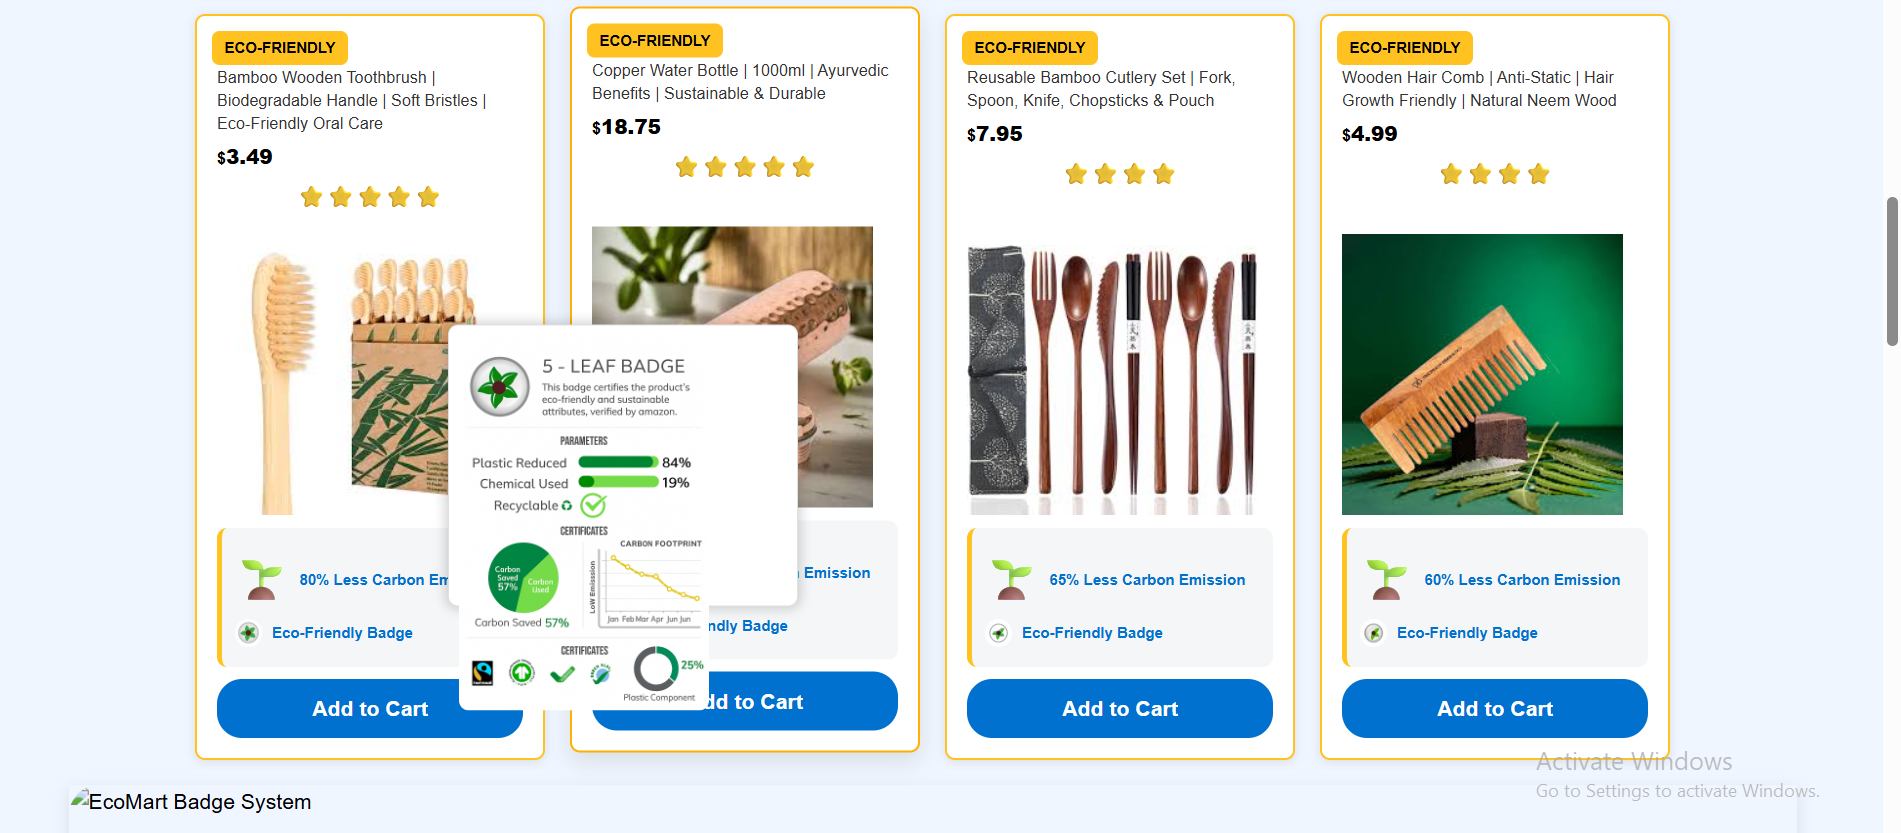 ECO-FRIENDLY
Bamboo Wooden Toothbrush |
Biodegradable Handle | Soft Bristles |
Eco-Friendly Oral Care
$3.49
80% Less Carbon Em
Eco-Friendly Badge
Add to Cart
ECO-FRIENDLY
Copper Water Bottle | 1000ml | Ayurvedic
Benefits | Sustainable & Durable
$18.75
Emission
ndly Badge
dd to Cart
5 - LEAF BADGE
This badge certifies the product's
eco-friendly and sustainable
attributes, verified by amazon.
PARAMETERS
Plastic Reduced 84%
Chemical Used 19%
Recyclable
CERTIFICATES
Carbon
Saved
57%
Carbon
Used
Carbon Saved 57%
CARBON FOOTPRINT
LoW Emisssion
Jan Feb Mar Apr Jun Jun
CERTIFICATES
25%
Plastic Component
ECO-FRIENDLY
Reusable Bamboo Cutlery Set | Fork,
Spoon, Knife, Chopsticks & Pouch
$7.95
65% Less Carbon Emission
Eco-Friendly Badge
Add to Cart
ECO-FRIENDLY
Wooden Hair Comb | Anti-Static | Hair
Growth Friendly | Natural Neem Wood
$4.99
60% Less Carbon Emission
Eco-Friendly Badge
Add to Cart
EcoMart Badge System
Activate Windows
Go to Settings to activate Windows.